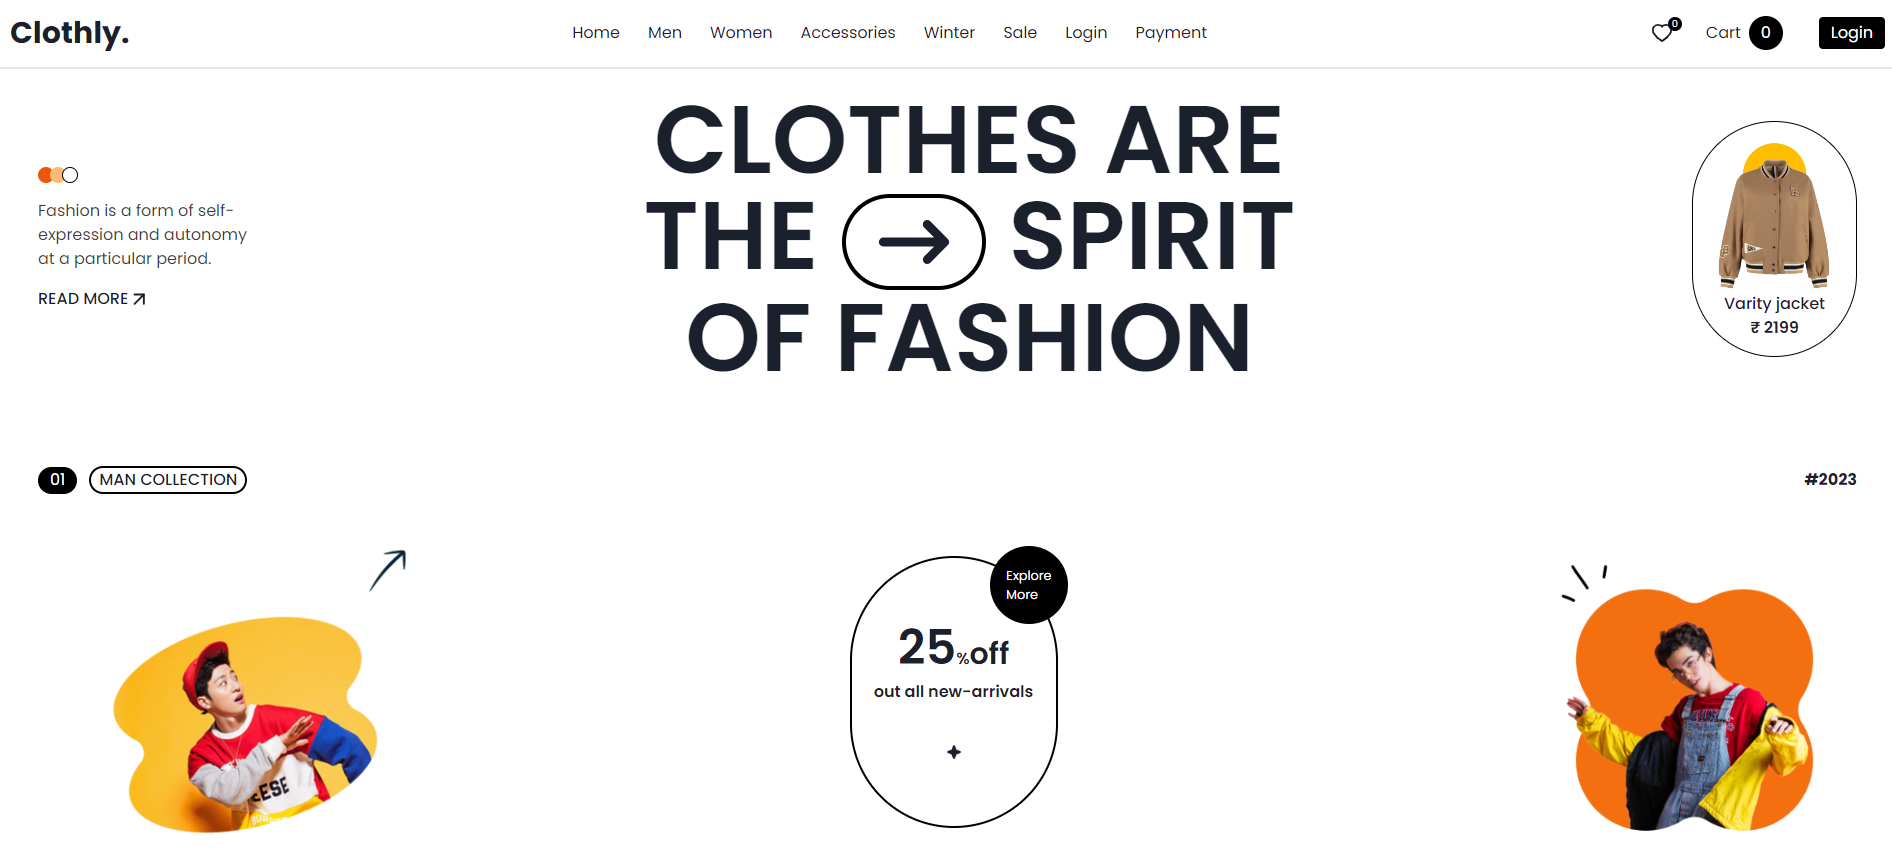 Clothly.
Home Men Women Accessories Winter Sale Login Payment
0
Cart 0
Login
CLOTHES ARE
THE SPIRIT
OF FASHION
Fashion is a form of self-
expression and autonomy
at a particular period.
READ MORE
Varity jacket
₹ 2199
01 MAN COLLECTION
#2023
Explore
More
25%off
out all new-arrivals